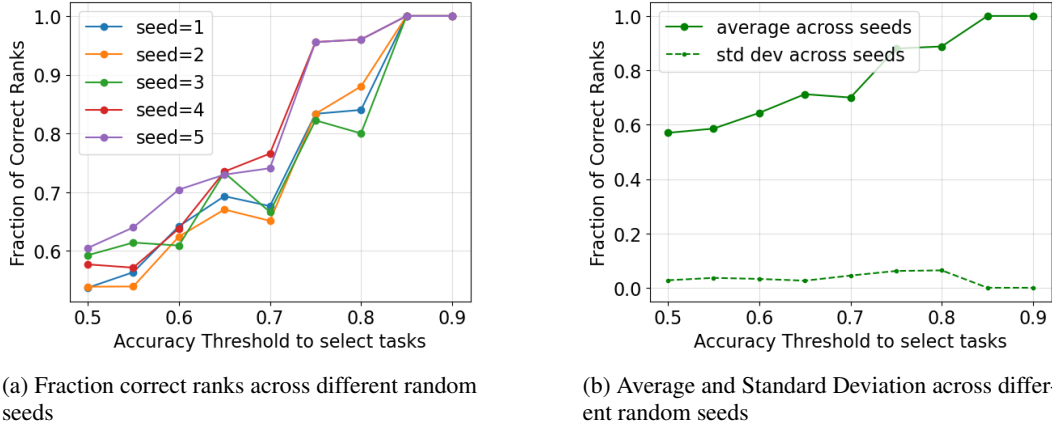 1.0
0.9
0.8
0.7
0.6
Fraction of Correct Ranks
seed=1
seed=2
seed=3
seed=4
seed=5
0.5 0.6 0.7 0.8 0.9
Accuracy Threshold to select tasks
(a) Fraction correct ranks across different random
seeds
1.0
0.8
0.6
0.4
0.2
0.0
Fraction of Correct Ranks
average across seeds
std dev across seeds
0.5 0.6 0.7 0.8 0.9
Accuracy Threshold to select tasks
(b) Average and Standard Deviation across differ-
ent random seeds